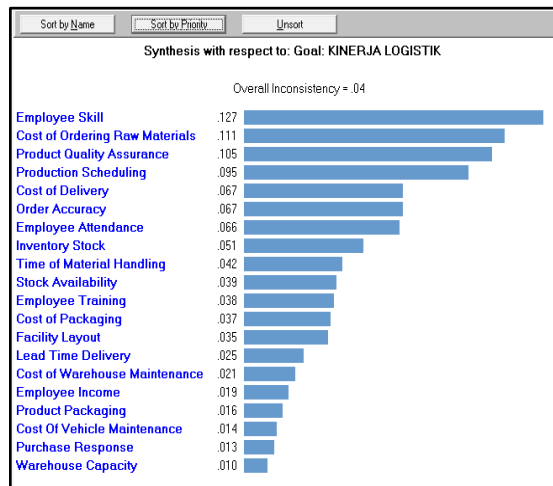 Sort by Name Sort by Priority Unsort
Synthesis with respect to: Goal: KINERJA LOGISTIK
Overall Inconsistency = .04
Employee Skill .127
Cost of Ordering Raw Materials .111
Product Quality Assurance .105
Production Scheduling .095
Cost of Delivery .067
Order Accuracy .067
Employee Attendance .066
Inventory Stock .051
Time of Material Handling .042
Stock Availability .039
Employee Training .038
Cost of Packaging .037
Facility Layout .035
Lead Time Delivery .025
Cost of Warehouse Maintenance .021
Employee Income .019
Product Packaging .016
Cost Of Vehicle Maintenance .014
Purchase Response .013
Warehouse Capacity .010